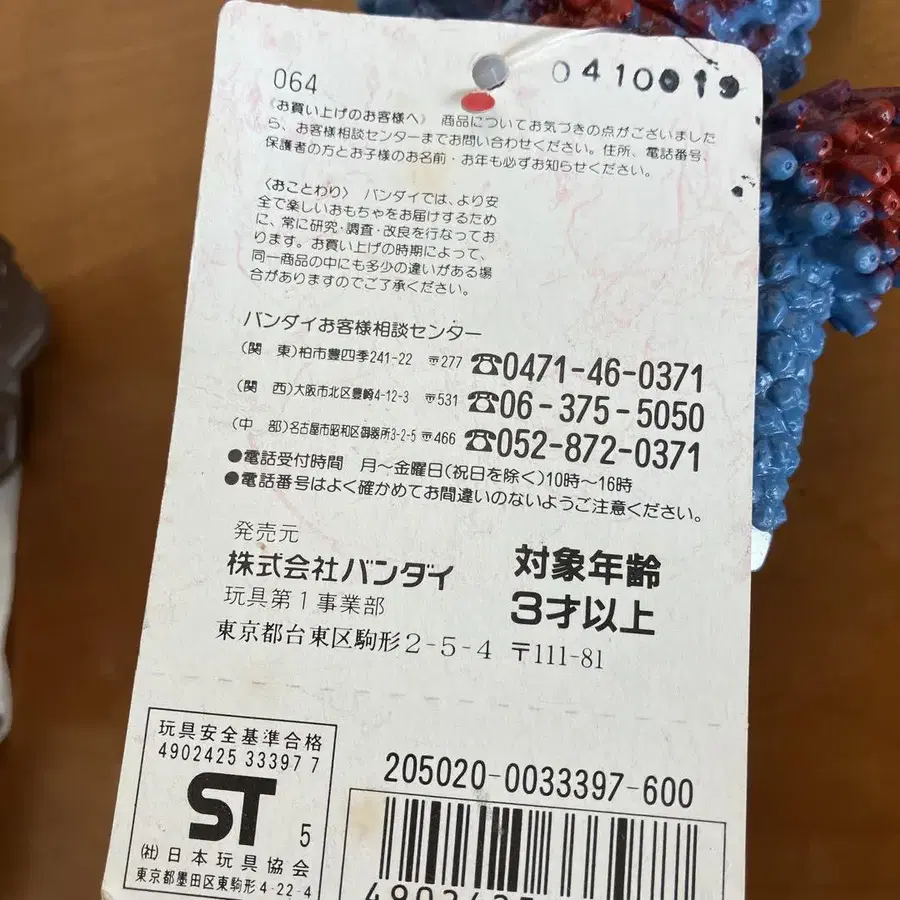 064
0410019
《お買い上げのお客様へ》 商品についてお気づきの点がございました
ら、お客様相談センターまでお問い合わせください。住所、電話番号、
保護者の方とお子様のお名前・お年も必ずお知らせください。
〈おことわり〉 バンダイでは、より安
全で楽しいおもちゃをお届けするため
に、常に研究・調査・改良を行なってお
ります。お買い上げの時期によって、
同一商品の中にも多少の違いがある場
合がありますのでご了承ください。
バンダイお客様相談センター
(関 東)柏市豊四季241-22 〒277 ☎0471-46-0371
(関 西)大阪市北区豊崎4-12-3 〒531 ☎06-375-5050
(中 部)名古屋市昭和区御器所3-2-5 〒466 ☎052-872-0371
●電話受付時間 月〜金曜日(祝日を除く)10時〜16時
●電話番号はよく確かめてお間違いのないようご注意ください。
発売元
株式会社バンダイ
玩具第1事業部
東京都台東区駒形2-5-4 〒111-81
対象年齢
3才以上
玩具安全基準合格
4902425 33397 7
ST 5
(社)日本玩具協会
東京都墨田区東駒形4-22-4
205020-0033397-600